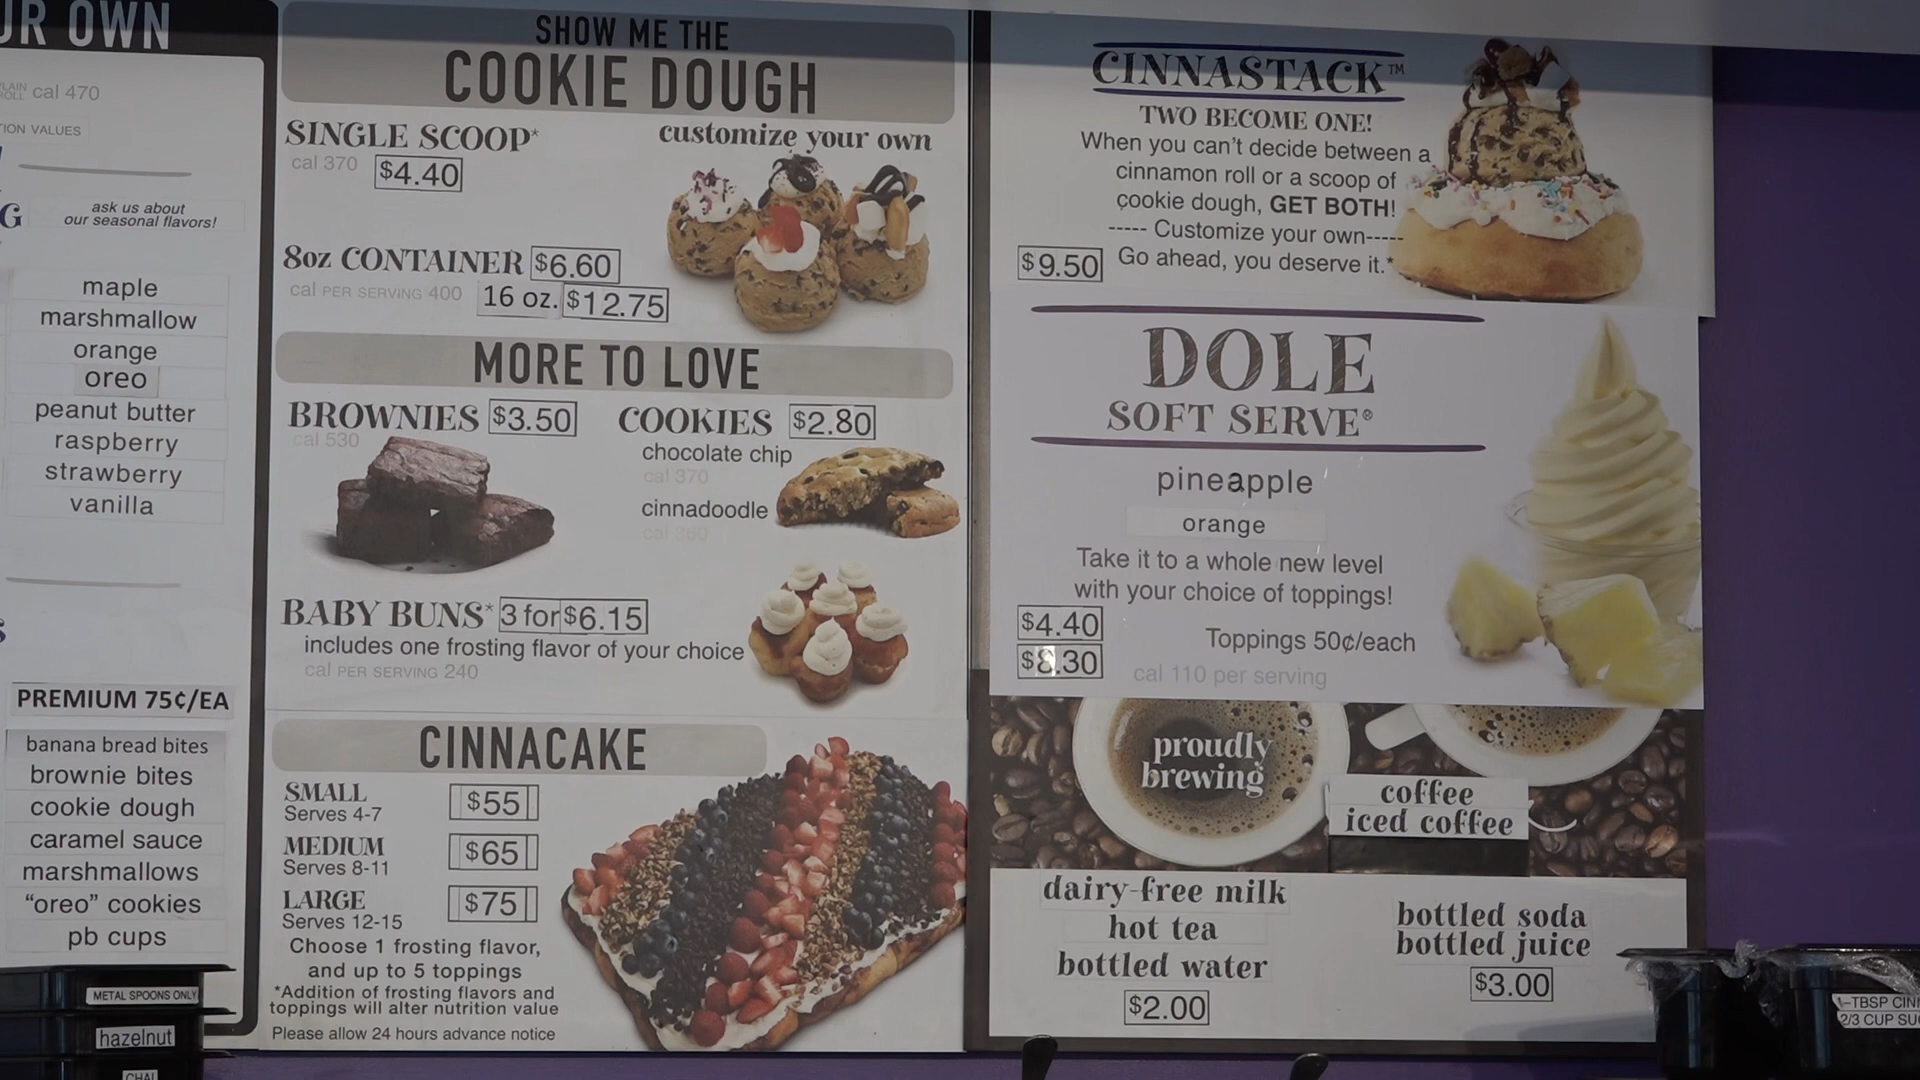 UR OWN
cal 470
ION VALUES
G
ask us about
our seasonal flavors!
maple
marshmallow
orange
oreo
peanut butter
raspberry
strawberry
vanilla
S
PREMIUM 75¢/EA
banana bread bites
brownie bites
cookie dough
caramel sauce
marshmallows
"oreo" cookies
pb cups
METAL SPOONS ONLY
hazelnut
CHAI
SHOW ME THE
COOKIE DOUGH
SINGLE SCOOP*
cal 370 $4.40
customize your own
8oz CONTAINER $6.60
cal PER SERVING 400 16 oz. $12.75
MORE TO LOVE
BROWNIES $3.50
cal 530
COOKIES $2.80
chocolate chip
cal 370
cinnadoodle
cal 360
BABY BUNS* 3 for $6.15
includes one frosting flavor of your choice
cal PER SERVING 240
CINNACAKE
SMALL $55
Serves 4-7
MEDIUM $65
Serves 8-11
LARGE $75
Serves 12-15
Choose 1 frosting flavor,
and up to 5 toppings
*Addition of frosting flavors and
toppings will alter nutrition value
Please allow 24 hours advance notice
CINNASTACK™
TWO BECOME ONE!
When you can't decide between a
cinnamon roll or a scoop of
cookie dough, GET BOTH!
----- Customize your own-----
$9.50 Go ahead, you deserve it.*
DOLE
SOFT SERVE®
pineapple
orange
Take it to a whole new level
with your choice of toppings!
$4.40 Toppings 50¢/each
$8.30 cal 110 per serving
proudly
brewing
coffee
iced coffee
dairy-free milk
hot tea
bottled water
$2.00
bottled soda
bottled juice
$3.00
TBSP CIN
2/3 CUP SU